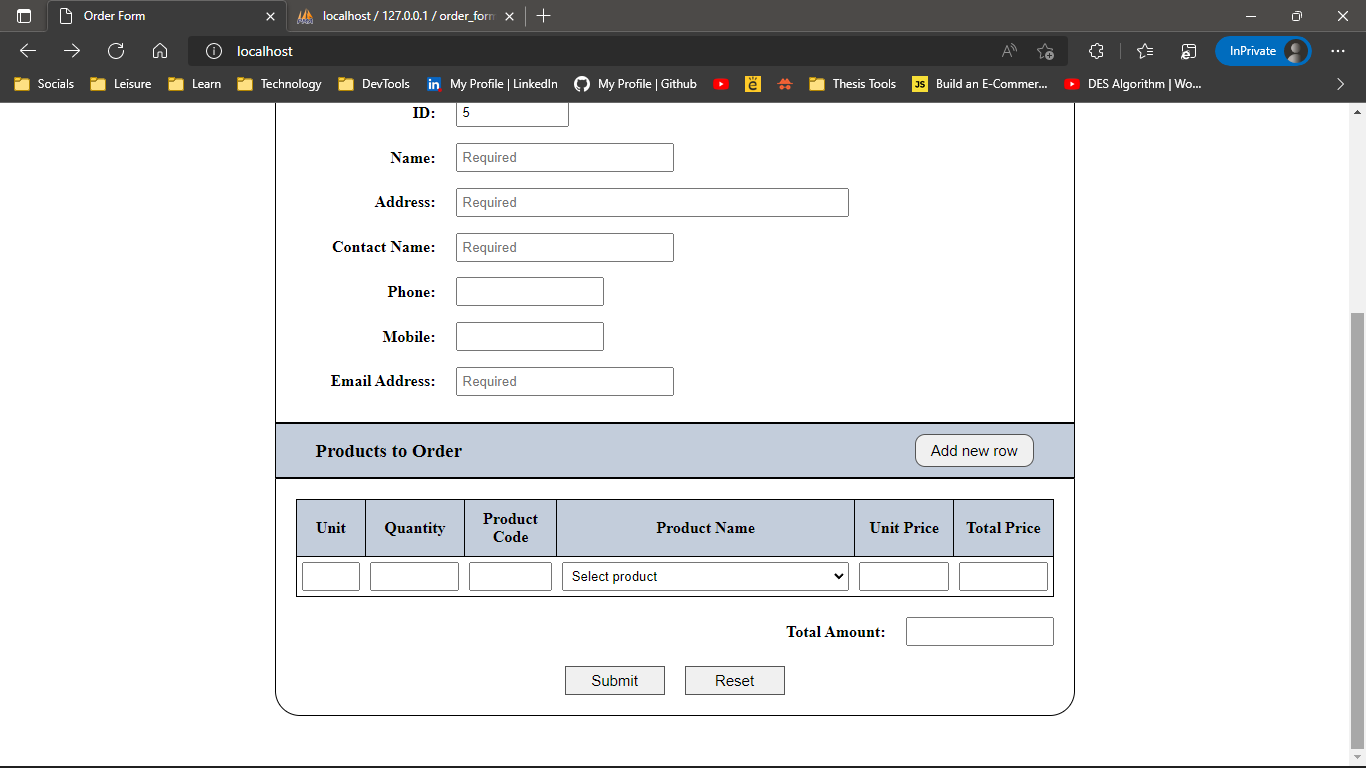 Order Form
localhost / 127.0.0.1 / order_form
localhost
InPrivate
Socials Leisure Learn Technology DevTools in My Profile | LinkedIn My Profile | Github ë Thesis Tools JS Build an E-Commer... DES Algorithm | Wo...
ID: 5
Name: Required
Address: Required
Contact Name: Required
Phone:
Mobile:
Email Address: Required
Products to Order Add new row
Unit Quantity Product Code Product Name Unit Price Total Price
Select product
Total Amount:
Submit Reset